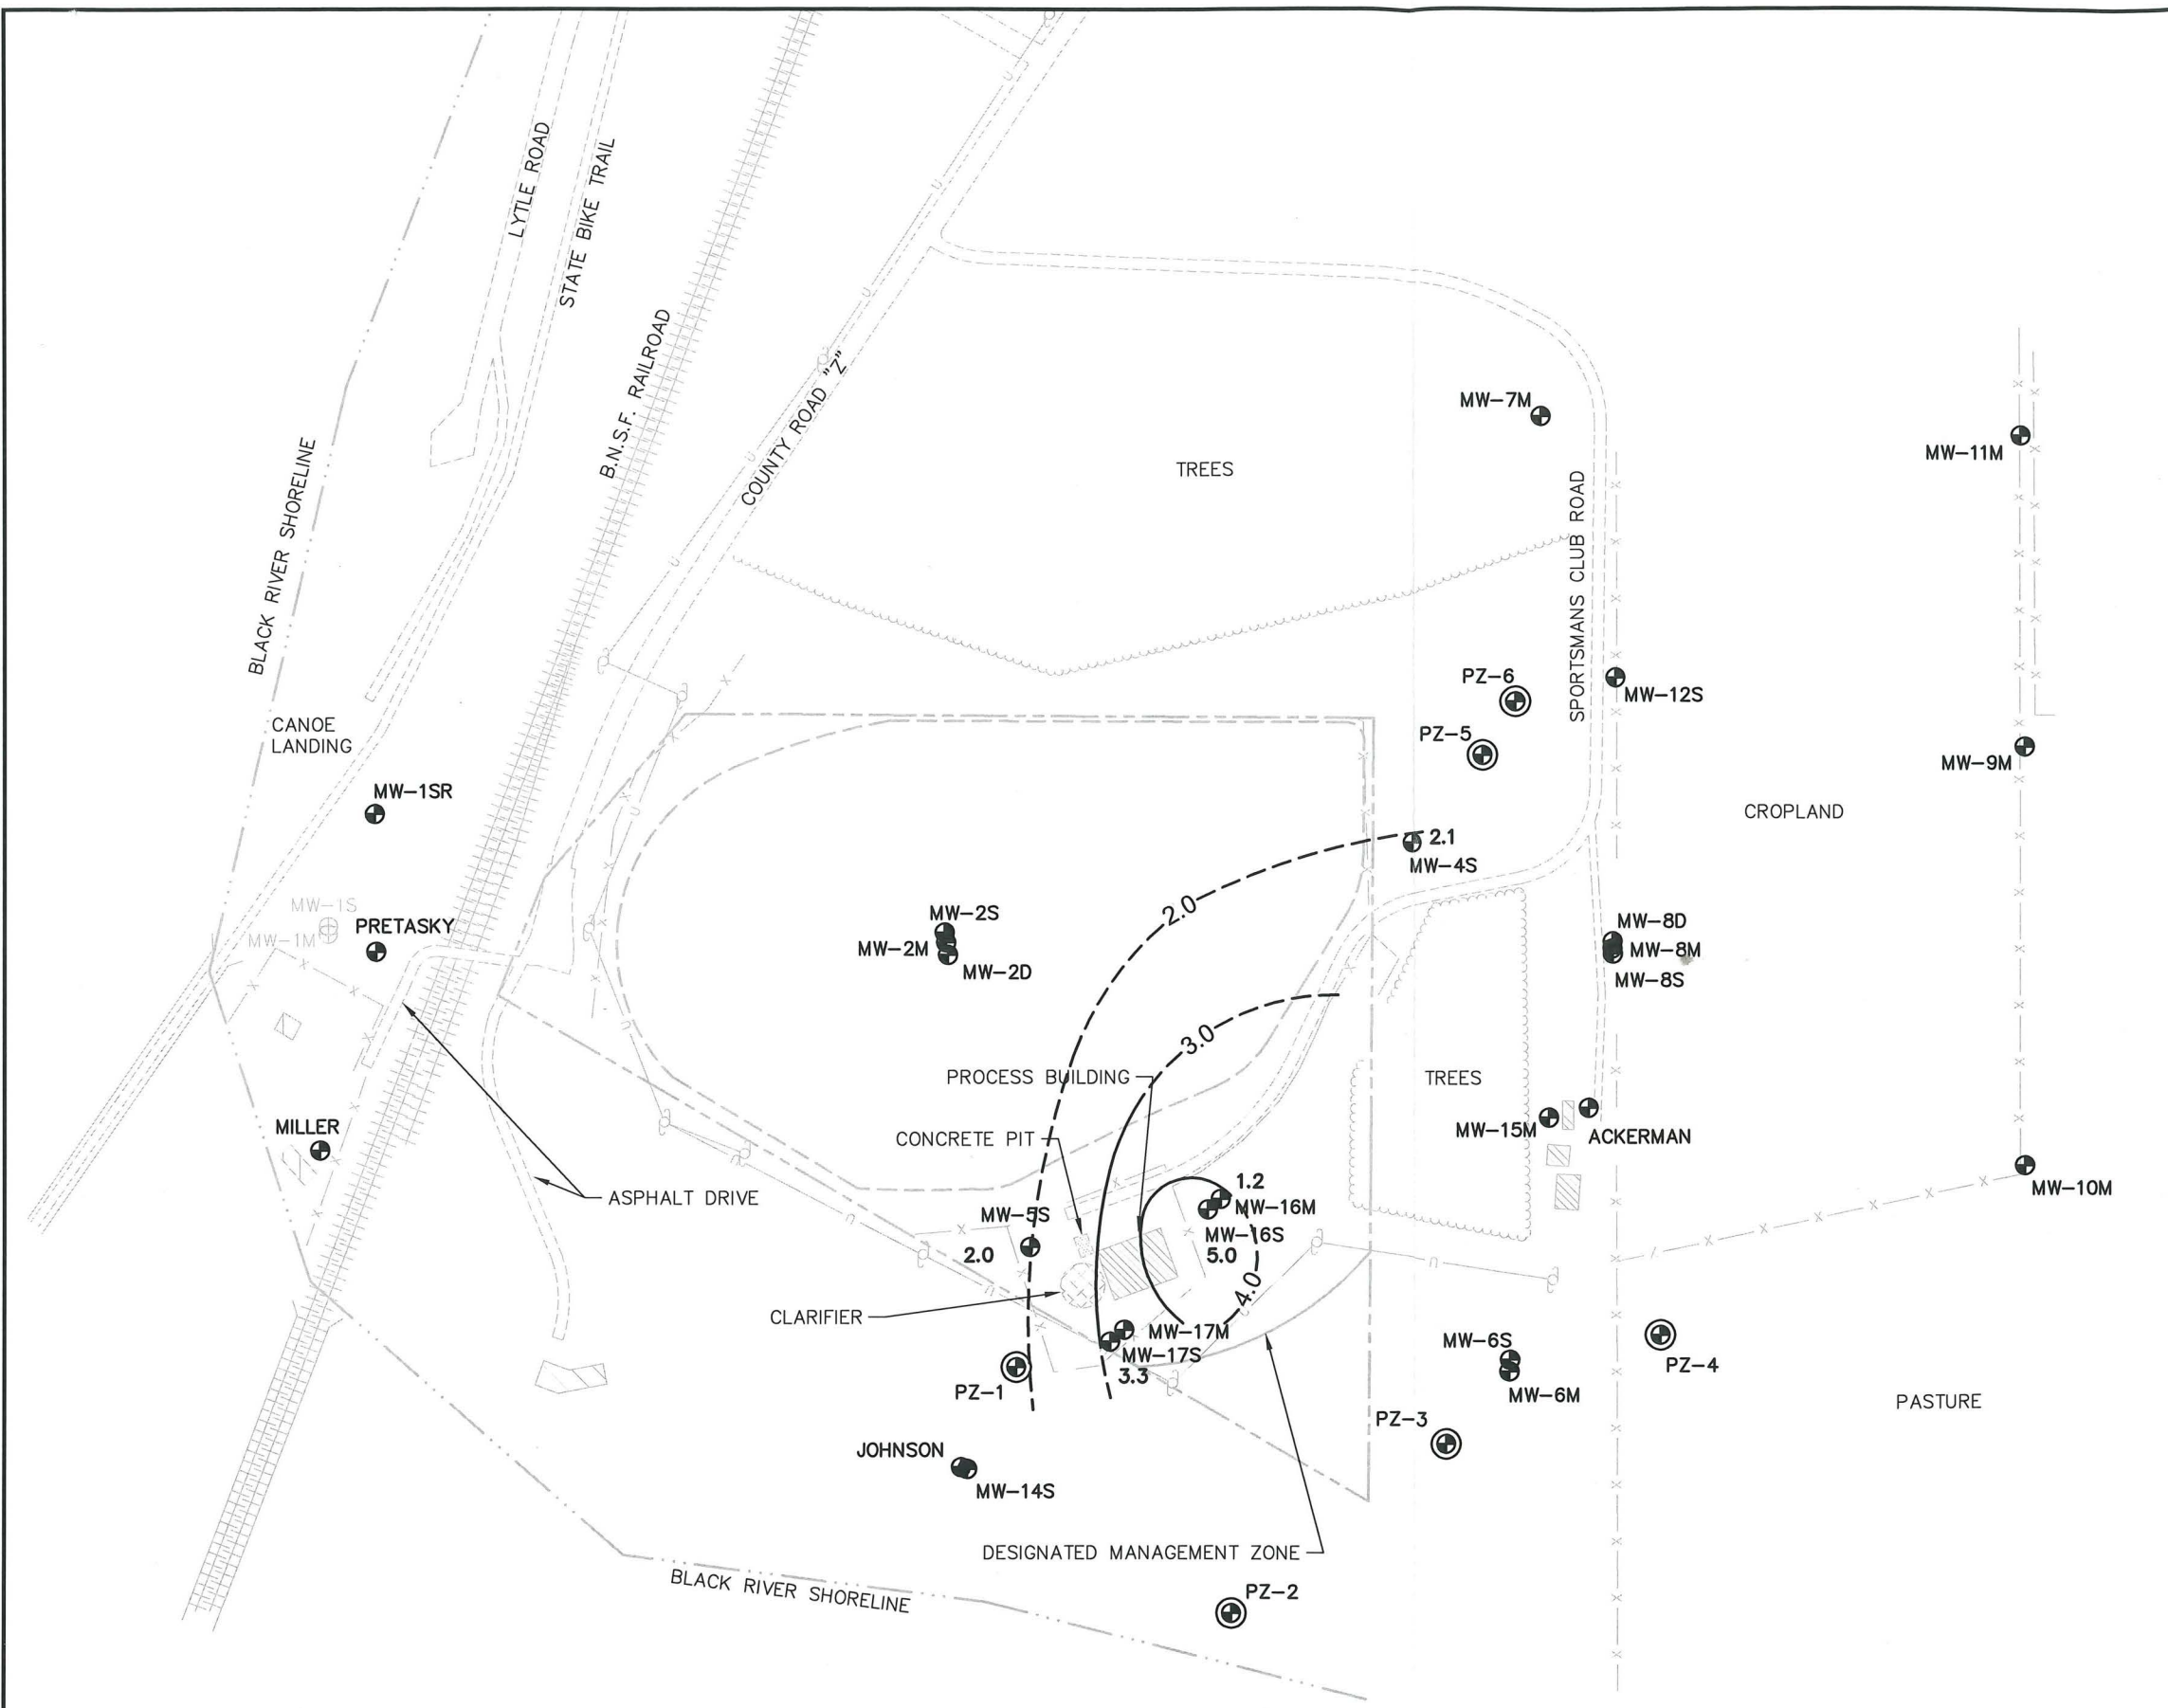 LYTLE ROAD
STATE BIKE TRAIL
B.N.S.F. RAILROAD
COUNTY ROAD "Z"
BLACK RIVER SHORELINE
MW-7M
MW-11M
TREES
SPORTSMANS CLUB ROAD
PZ-6
MW-12S
PZ-5
CANOE
LANDING
MW-9M
MW-1SR
CROPLAND
2.1
MW-4S
2.0
MW-1S
PRETASKY
MW-1M
MW-2S
MW-2M
MW-2D
MW-8D
MW-8M
MW-8S
3.0
PROCESS BUILDING
TREES
MILLER
CONCRETE PIT
MW-15M
ACKERMAN
ASPHALT DRIVE
1.2
MW-16M
MW-10M
MW-5S
MW-16S
2.0
5.0
4.0
CLARIFIER
MW-17M
MW-17S
3.3
MW-6S
MW-6M
PZ-4
PZ-1
PASTURE
PZ-3
JOHNSON
MW-14S
DESIGNATED MANAGEMENT ZONE
BLACK RIVER SHORELINE
PZ-2